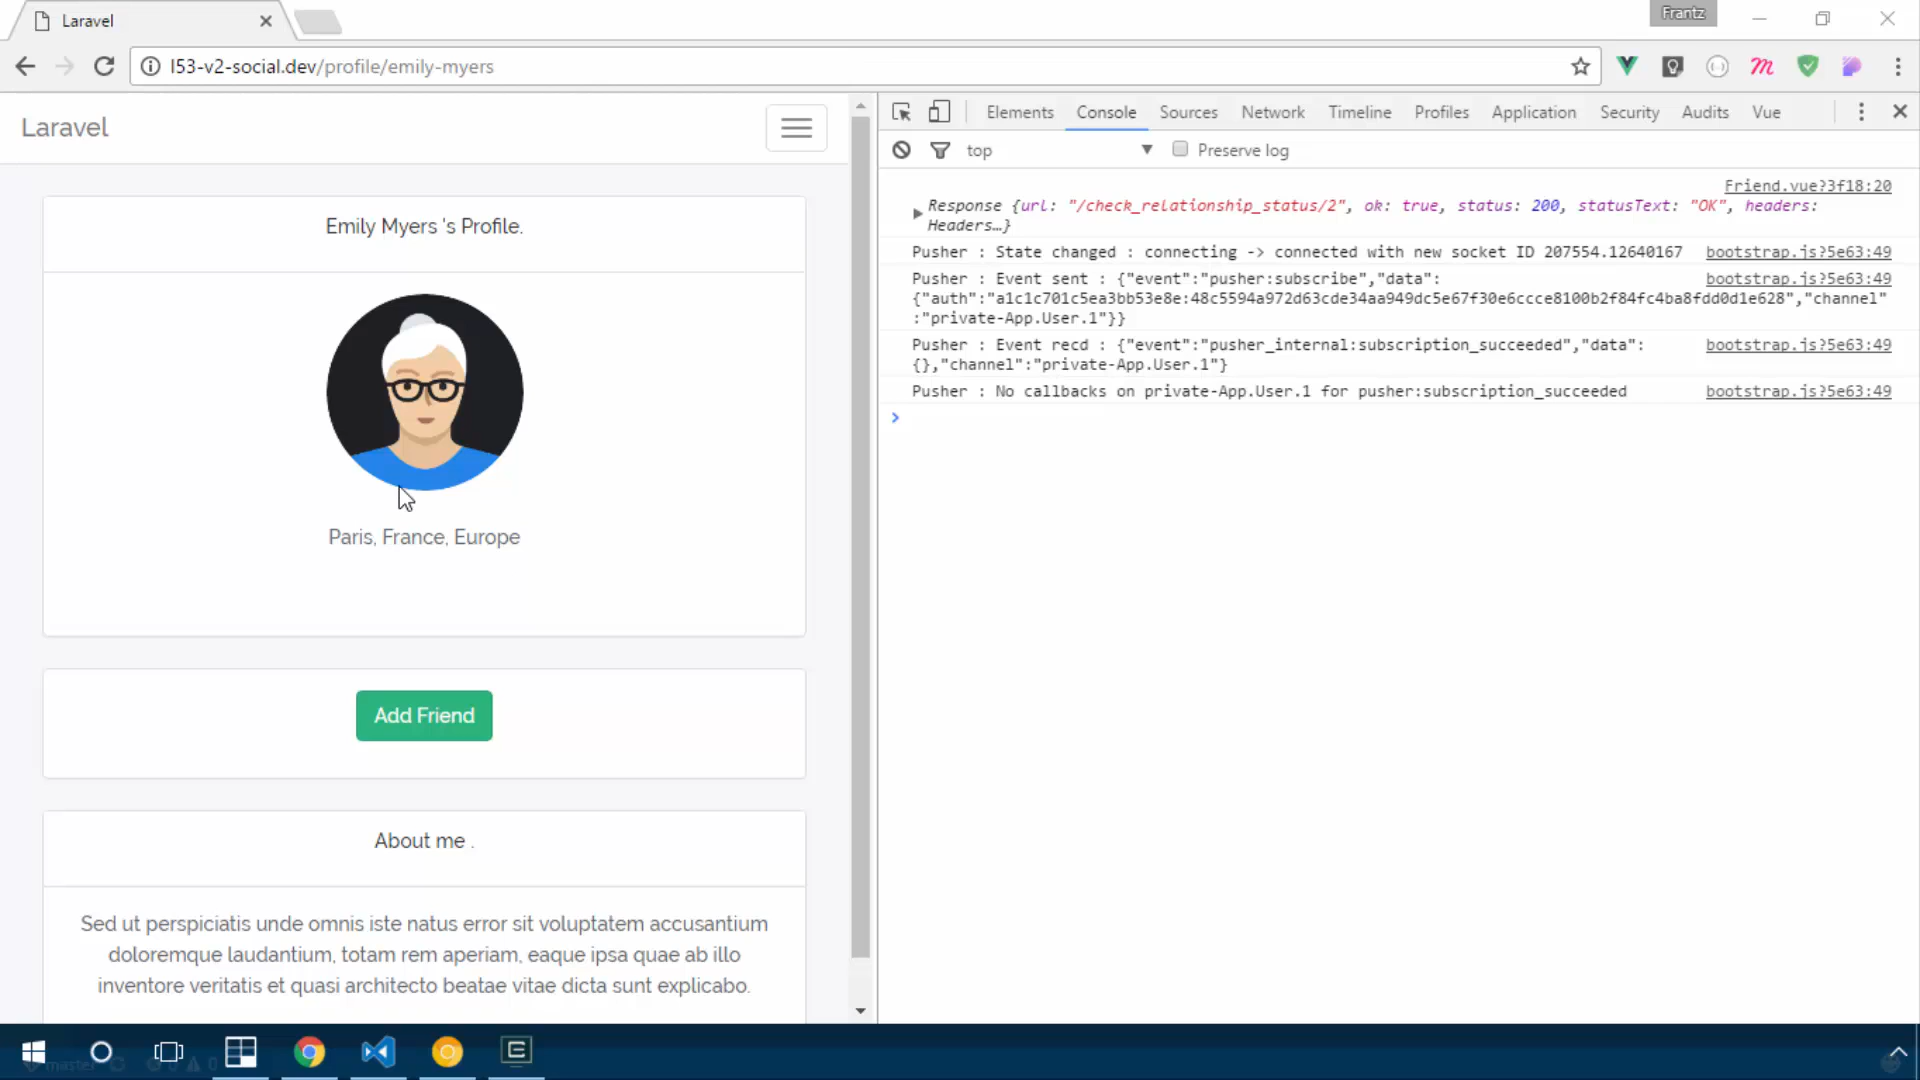 Laravel
Frantz
l53-v2-social.dev/profile/emily-myers
Laravel
Emily Myers 's Profile.
Paris, France, Europe
Add Friend
About me .
Sed ut perspiciatis unde omnis iste natus error sit voluptatem accusantium
doloremque laudantium, totam rem aperiam, eaque ipsa quae ab illo
inventore veritatis et quasi architecto beatae vitae dicta sunt explicabo.
Elements Console Sources Network Timeline Profiles Application Security Audits Vue
top Preserve log
Friend.vue?3f18:20
Response {url: "/check_relationship_status/2", ok: true, status: 200, statusText: "OK", headers:
Headers…}
Pusher : State changed : connecting -> connected with new socket ID 207554.12640167 bootstrap.js?5e63:49
Pusher : Event sent : {"event":"pusher:subscribe","data": bootstrap.js?5e63:49
{"auth":"a1c1c701c5ea3bb53e8e:48c5594a972d63cde34aa949dc5e67f30e6ccce8100b2f84fc4ba8fdd0d1e628","channel"
:"private-App.User.1"}}
Pusher : Event recd : {"event":"pusher_internal:subscription_succeeded","data": bootstrap.js?5e63:49
{},"channel":"private-App.User.1"}
Pusher : No callbacks on private-App.User.1 for pusher:subscription_succeeded bootstrap.js?5e63:49
master